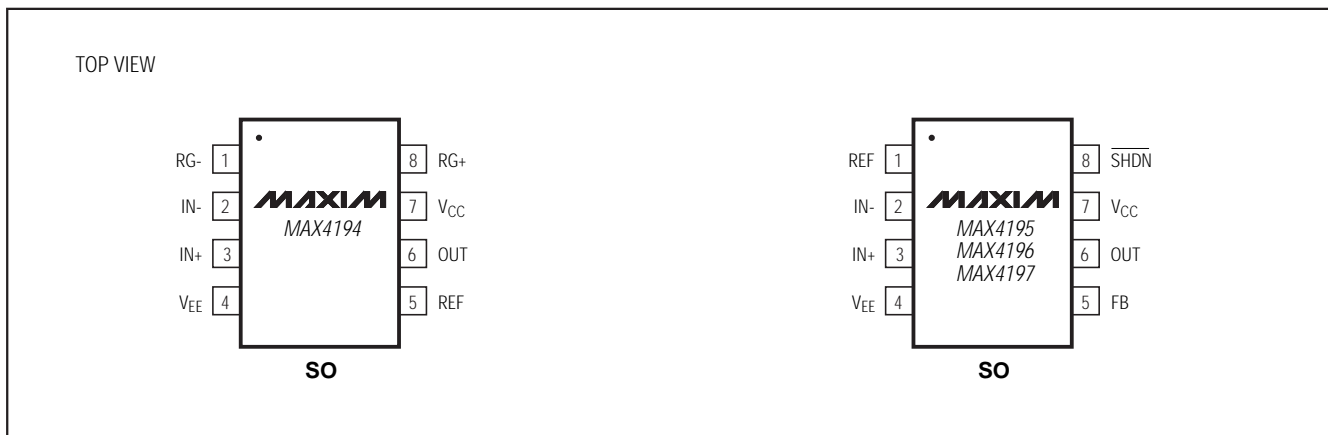 TOP VIEW
RG- 1
IN- 2
IN+ 3
VEE 4
8 RG+
7 VCC
6 OUT
5 REF
MAXIM
MAX4194
SO
REF 1
IN- 2
IN+ 3
VEE 4
8 SHDN
7 VCC
6 OUT
5 FB
MAXIM
MAX4195
MAX4196
MAX4197
SO